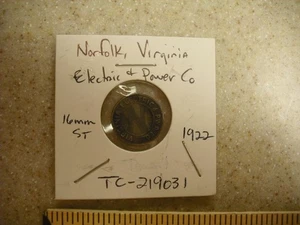 Norfolk, Virginia
Electric & Power Co
16mm
ST
1922
TC-219031